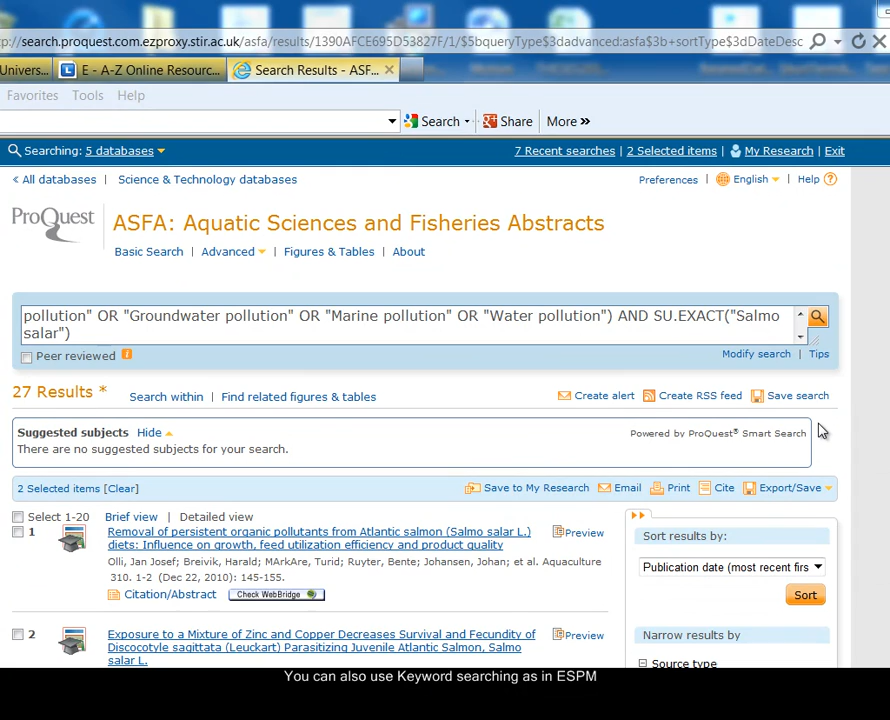 p://search.proquest.com.ezproxy.stir.ac.uk/asfa/results/1390AFCE695D53827F/1/$5bqueryType$3dadvanced:asfa$3b+sortType$3dDateDesc
Univers... E - A-Z Online Resourc... Search Results - ASF...
Favorites Tools Help
Search Share More »
Searching: 5 databases 7 Recent searches | 2 Selected items | My Research | Exit
< All databases | Science & Technology databases Preferences | English | Help ?
ProQuest ASFA: Aquatic Sciences and Fisheries Abstracts
Basic Search | Advanced | Figures & Tables | About
pollution" OR "Groundwater pollution" OR "Marine pollution" OR "Water pollution") AND SU.EXACT("Salmo
salar")
Peer reviewed i Modify search | Tips
27 Results * Search within | Find related figures & tables Create alert Create RSS feed Save search
Suggested subjects Hide Powered by ProQuest® Smart Search
There are no suggested subjects for your search.
2 Selected items [Clear] Save to My Research Email Print Cite Export/Save
Select 1-20 Brief view | Detailed view
1 Removal of persistent organic pollutants from Atlantic salmon (Salmo salar L.) Preview
diets: Influence on growth, feed utilization efficiency and product quality
Olli, Jan Josef; Breivik, Harald; MArkAre, Turid; Ruyter, Bente; Johansen, Johan; et al. Aquaculture
310. 1-2 (Dec 22, 2010): 145-155.
Citation/Abstract Check WebBridge
Sort results by:
Publication date (most recent firs
Sort
2 Exposure to a Mixture of Zinc and Copper Decreases Survival and Fecundity of Preview
Discocotyle sagittata (Leuckart) Parasitizing Juvenile Atlantic Salmon, Salmo
salar L.
Narrow results by
Source type
You can also use Keyword searching as in ESPM